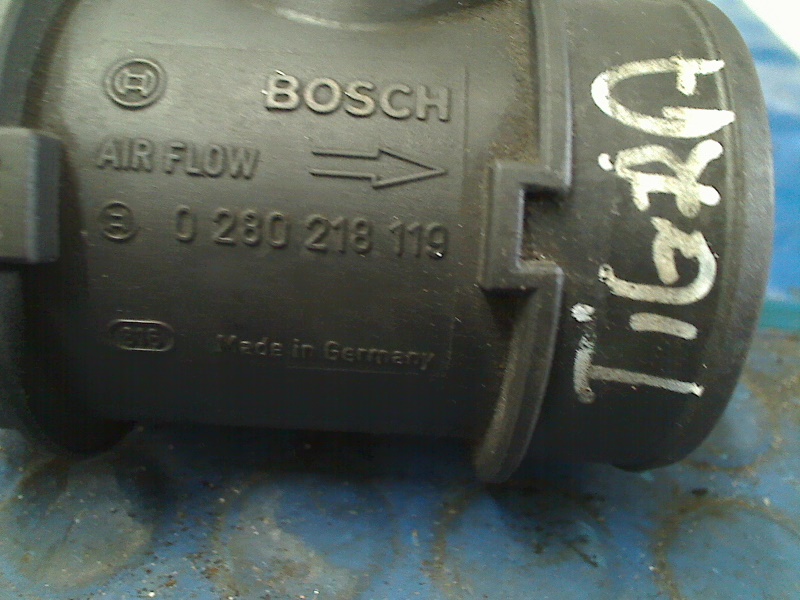 BOSCH
AIR FLOW
0 280 218 119
Made in Germany
TiGRA